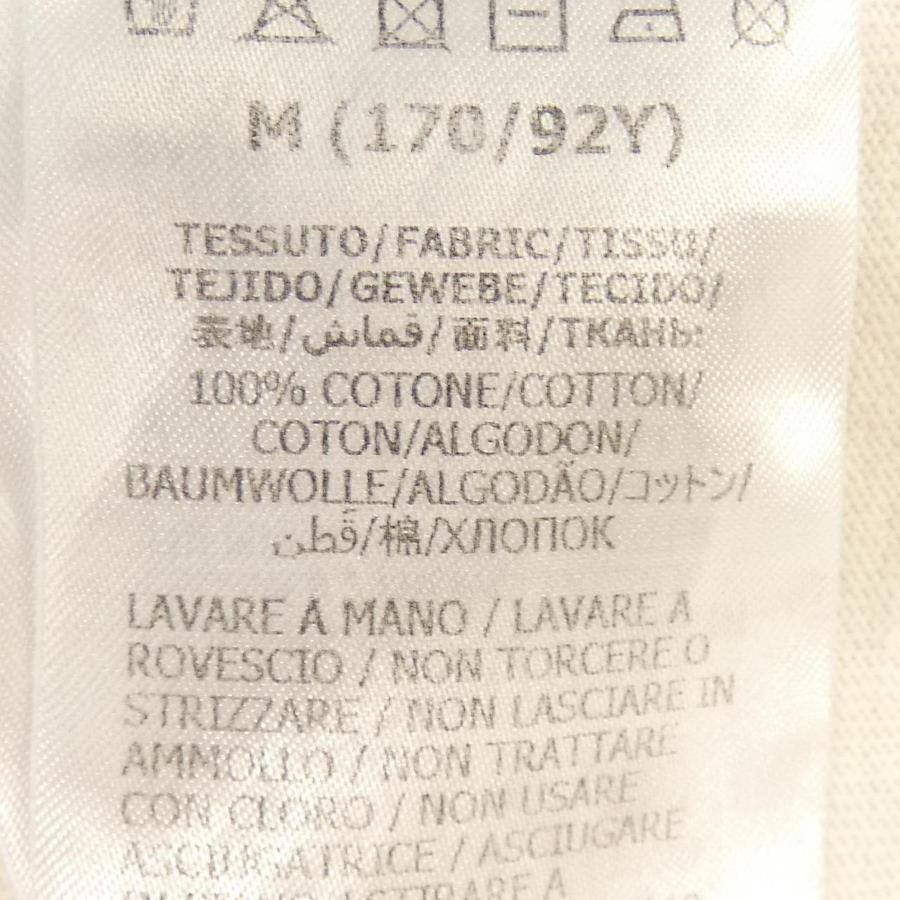 M (170/92Y)
TESSUTO/FABRIC/TISSU/
TEJIDO/GEWEBE/TECIDO/
表地/قماش/面料/ТКАНЬ:
100% COTONE/COTTON/
COTON/ALGODON/
BAUMWOLLE/ALGODÃO/コットン/
قطن/棉/ХЛОПОК
LAVARE A MANO / LAVARE A
ROVESCIO / NON TORCERE O
STRIZZARE / NON LASCIARE IN
AMMOLLO / NON TRATTARE
CON CLORO / NON USARE
ASCIUGATRICE / ASCIUGARE